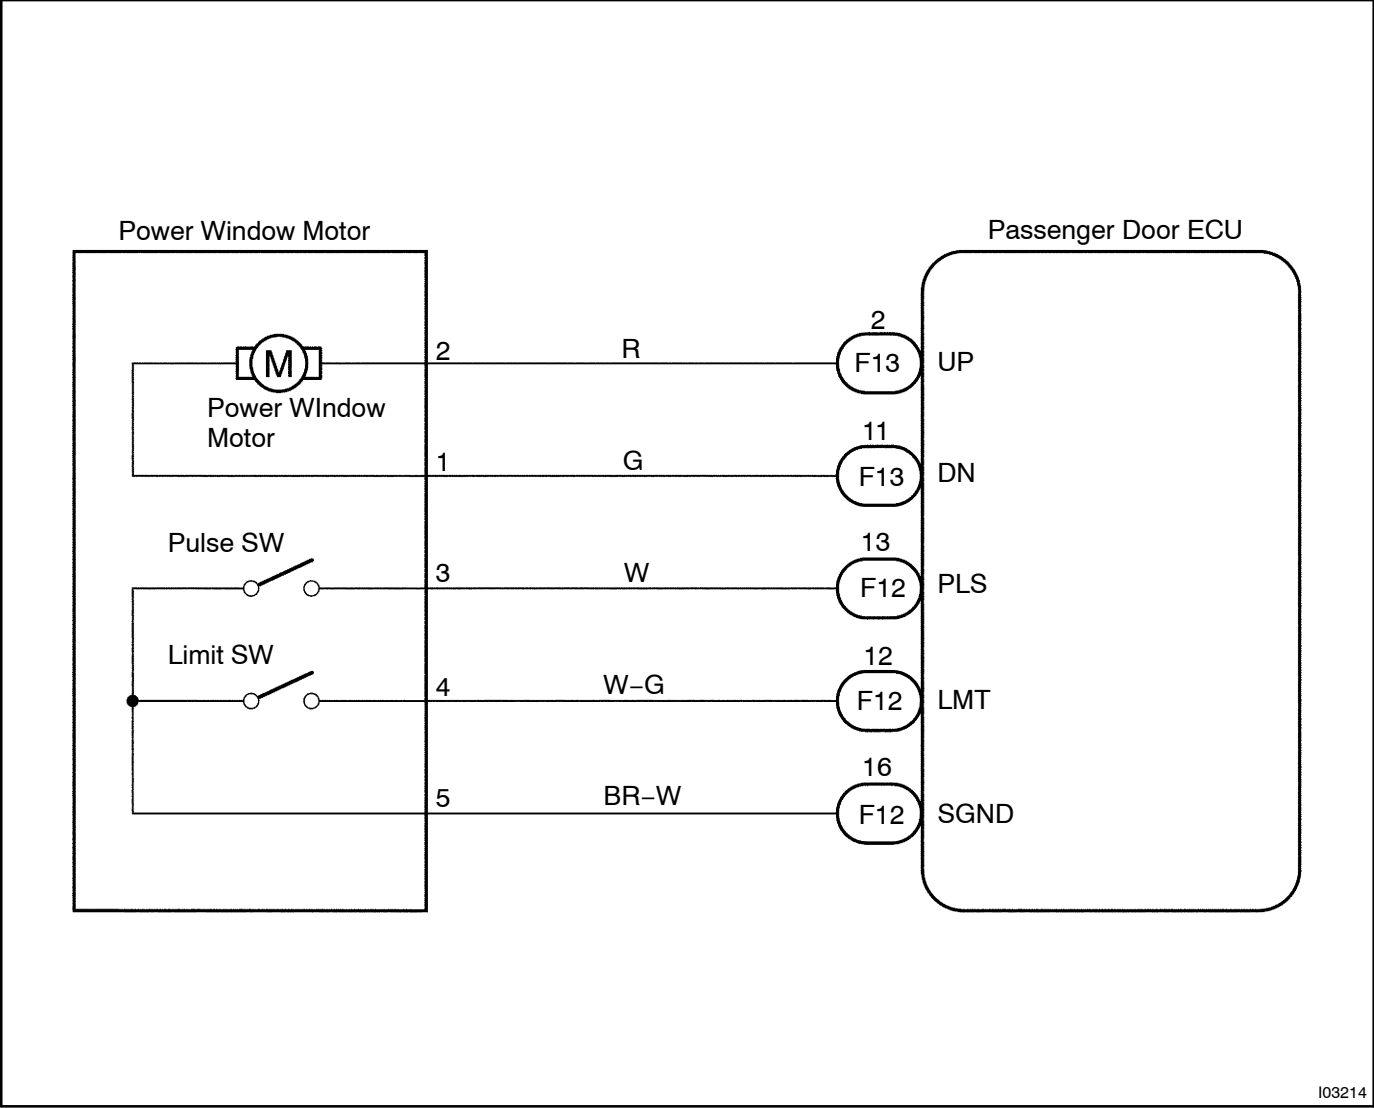 Power Window Motor
Passenger Door ECU
M
Power WIndow
Motor
2
R
2
F13
UP
1
G
11
F13
DN
Pulse SW
3
W
13
F12
PLS
Limit SW
4
W−G
12
F12
LMT
5
BR−W
16
F12
SGND
I03214